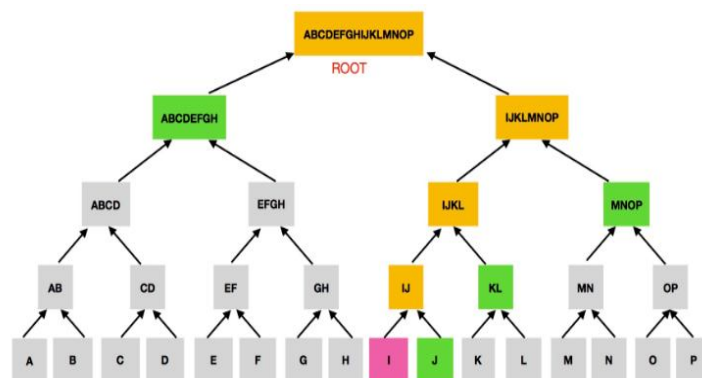 ABCDEFGHIJKLMNOP
ROOT
ABCDEFGH IJKLMNOP
ABCD EFGH IJKL MNOP
AB CD EF GH IJ KL MN OP
A B C D E F G H I J K L M N O P